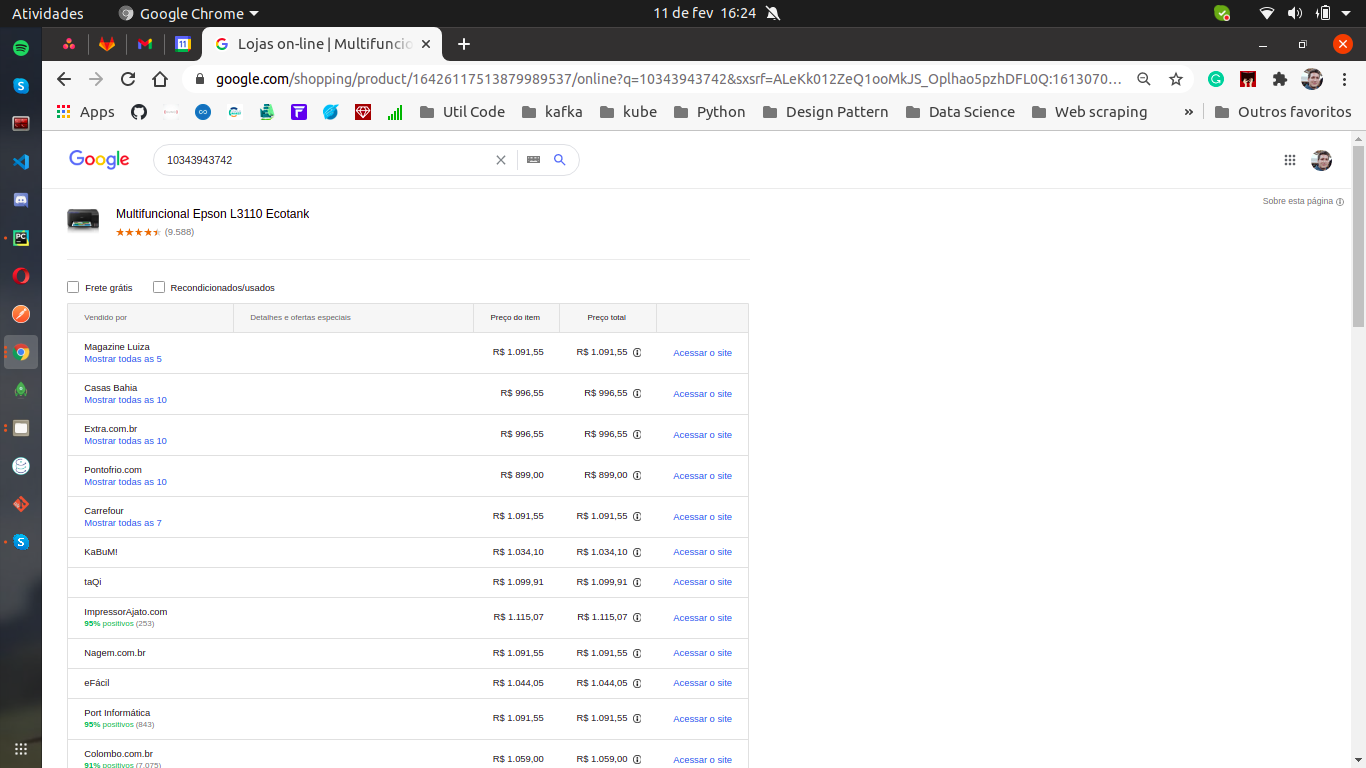 Atividades
Google Chrome
11 de fev 16:24
Lojas on-line | Multifuncio
google.com/shopping/product/16426117513879989537/online?q=10343943742&sxsrf=ALeKk012ZeQ1ooMkJS_Oplhao5pzhDFL0Q:1613070...
Apps
Util Code
kafka
kube
Python
Design Pattern
Data Science
Web scraping
»
Outros favoritos
Google
10343943742
Sobre esta página
Multifuncional Epson L3110 Ecotank
(9.588)
Frete grátis
Recondicionados/usados
Vendido por Detalhes e ofertas especiais Preço do item Preço total
Magazine Luiza
Mostrar todas as 5
R$ 1.091,55 R$ 1.091,55 Acessar o site
Casas Bahia
Mostrar todas as 10
R$ 996,55 R$ 996,55 Acessar o site
Extra.com.br
Mostrar todas as 10
R$ 996,55 R$ 996,55 Acessar o site
Pontofrio.com
Mostrar todas as 10
R$ 899,00 R$ 899,00 Acessar o site
Carrefour
Mostrar todas as 7
R$ 1.091,55 R$ 1.091,55 Acessar o site
KaBuM! R$ 1.034,10 R$ 1.034,10 Acessar o site
taQi R$ 1.099,91 R$ 1.099,91 Acessar o site
ImpressorAjato.com
95% positivos (253)
R$ 1.115,07 R$ 1.115,07 Acessar o site
Nagem.com.br R$ 1.091,55 R$ 1.091,55 Acessar o site
eFácil R$ 1.044,05 R$ 1.044,05 Acessar o site
Port Informática
95% positivos (843)
R$ 1.091,55 R$ 1.091,55 Acessar o site
Colombo.com.br
91% positivos (7.075)
R$ 1.059,00 R$ 1.059,00 Acessar o site